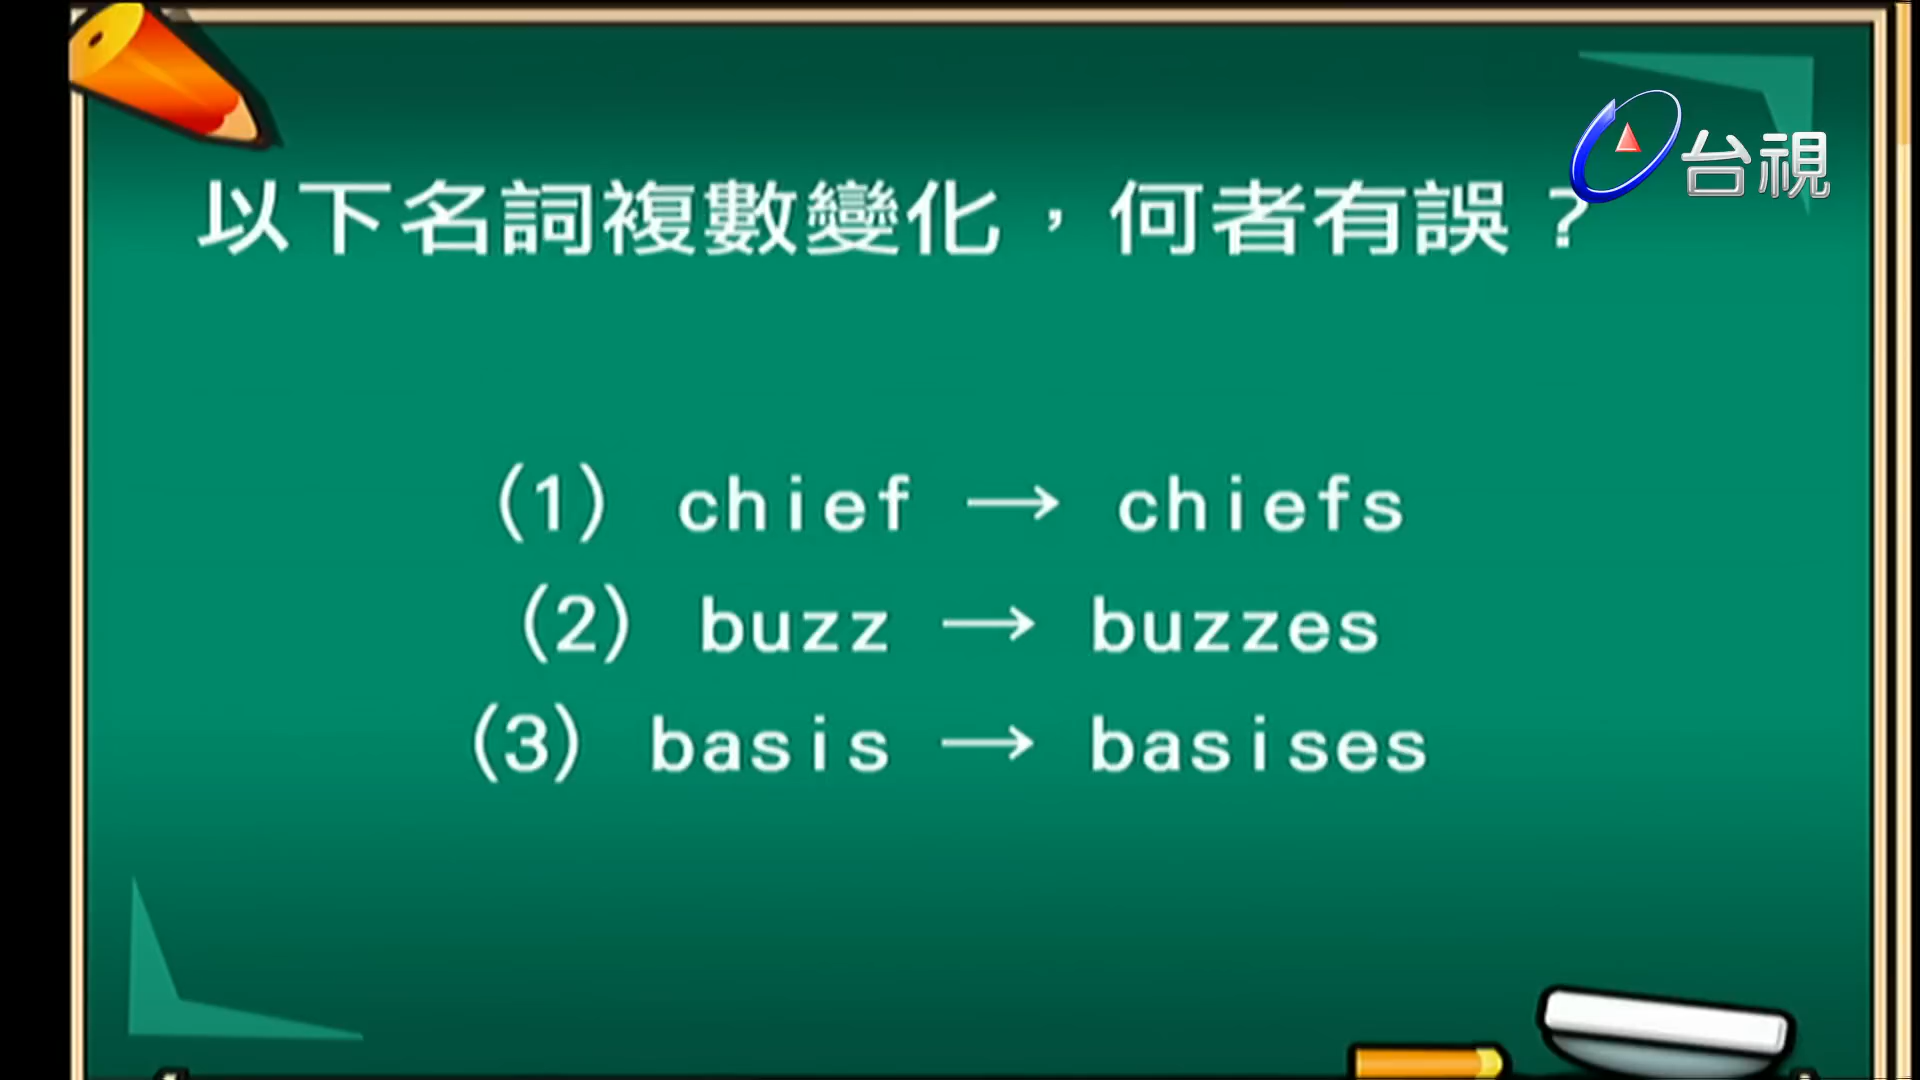 台視
以下名詞複數變化，何者有誤？
(1) chief → chiefs
(2) buzz → buzzes
(3) basis → basises